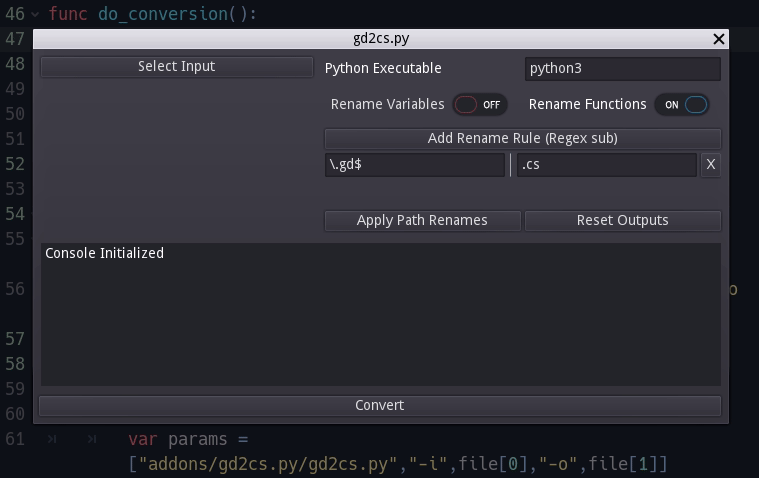 46 func do_conversion():
47
gd2cs.py
48
Select Input
Python Executable
python3
49
50
Rename Variables
OFF
Rename Functions
ON
51
Add Rename Rule (Regex sub)
52
\.gd$
.cs
X
53
54
Apply Path Renames
Reset Outputs
55
Console Initialized
56
o
57
58
59
Convert
60
61 var params =
["addons/gd2cs.py/gd2cs.py","-i",file[0],"-o",file[1]]